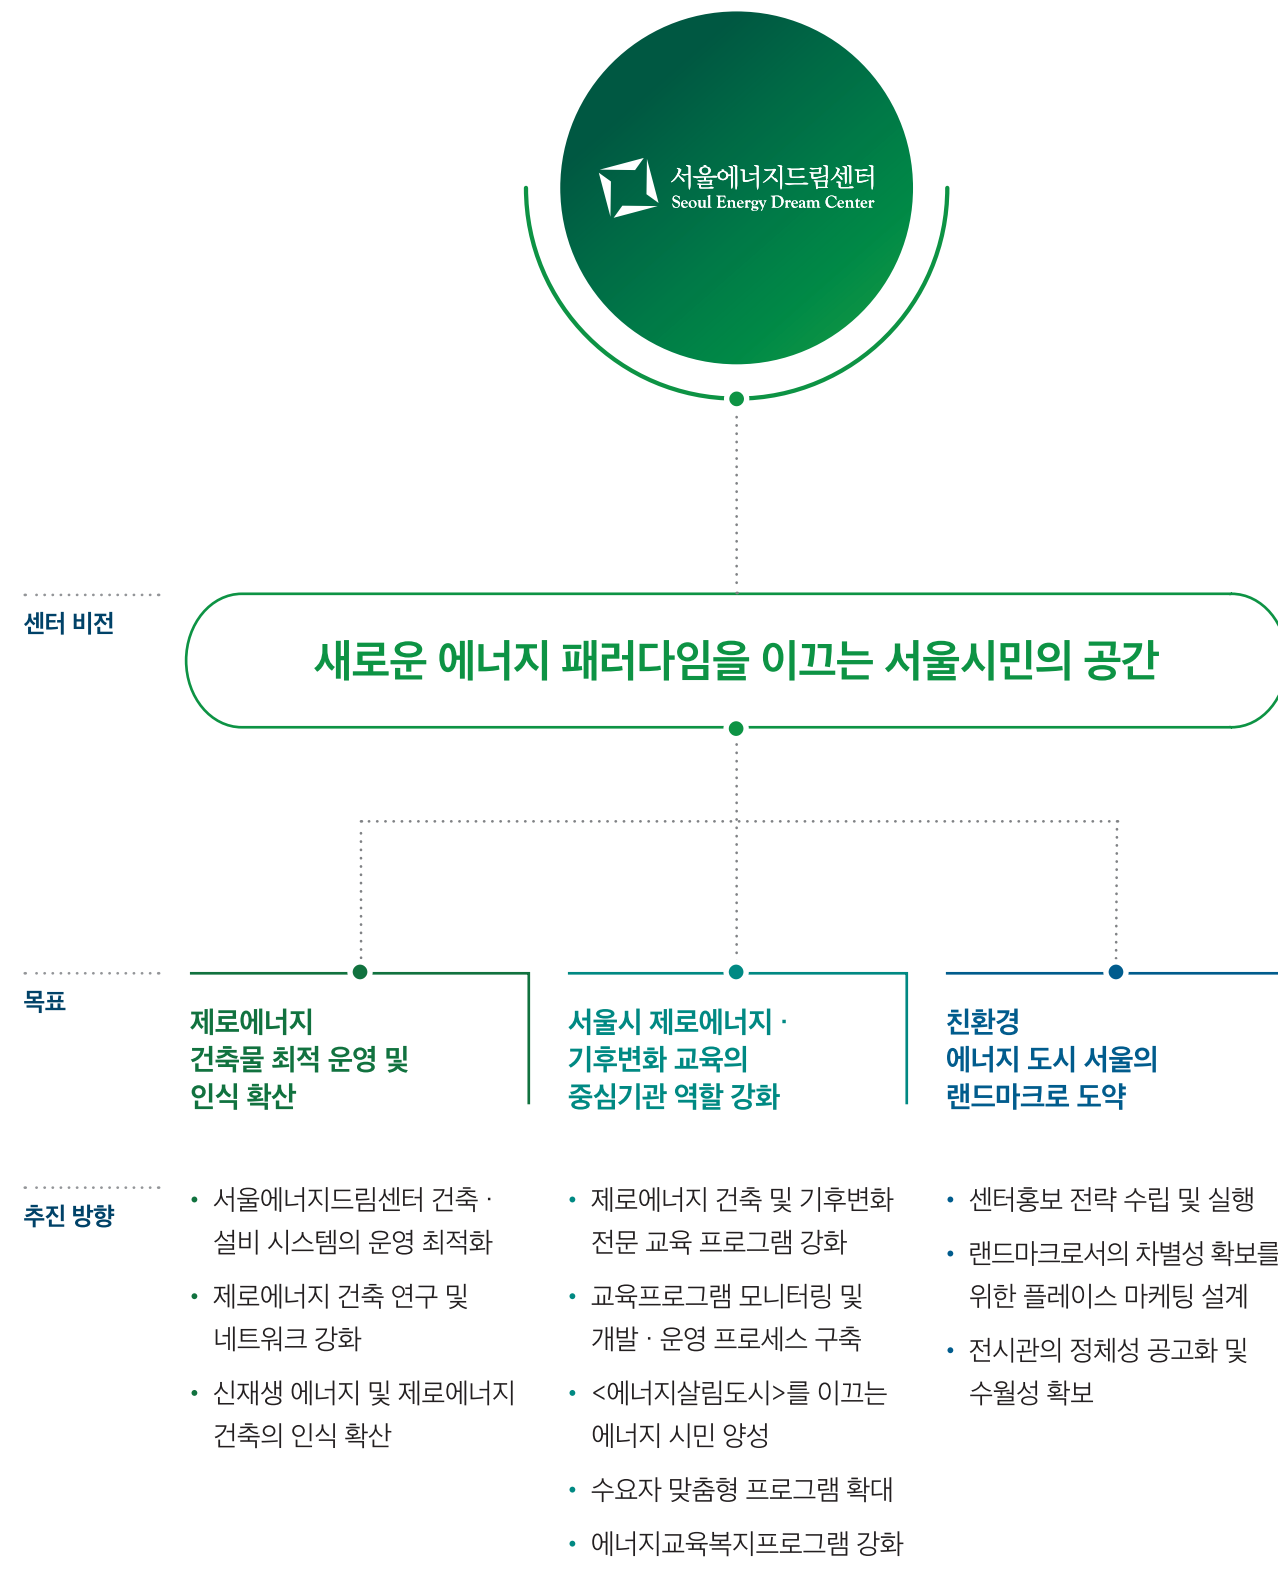 서울에너지드림센터
Seoul Energy Dream Center
센터 비전
새로운 에너지 패러다임을 이끄는 서울시민의 공간
목표
제로에너지
건축물 최적 운영 및
인식 확산
서울시 제로에너지 ·
기후변화 교육의
중심기관 역할 강화
친환경
에너지 도시 서울의
랜드마크로 도약
추진 방향
• 서울에너지드림센터 건축 ·
설비 시스템의 운영 최적화
• 제로에너지 건축 연구 및
네트워크 강화
• 신재생 에너지 및 제로에너지
건축의 인식 확산
• 제로에너지 건축 및 기후변화
전문 교육 프로그램 강화
• 교육프로그램 모니터링 및
개발 · 운영 프로세스 구축
• <에너지살림도시>를 이끄는
에너지 시민 양성
• 수요자 맞춤형 프로그램 확대
• 에너지교육복지프로그램 강화
• 센터홍보 전략 수립 및 실행
• 랜드마크로서의 차별성 확보를
위한 플레이스 마케팅 설계
• 전시관의 정체성 공고화 및
수월성 확보